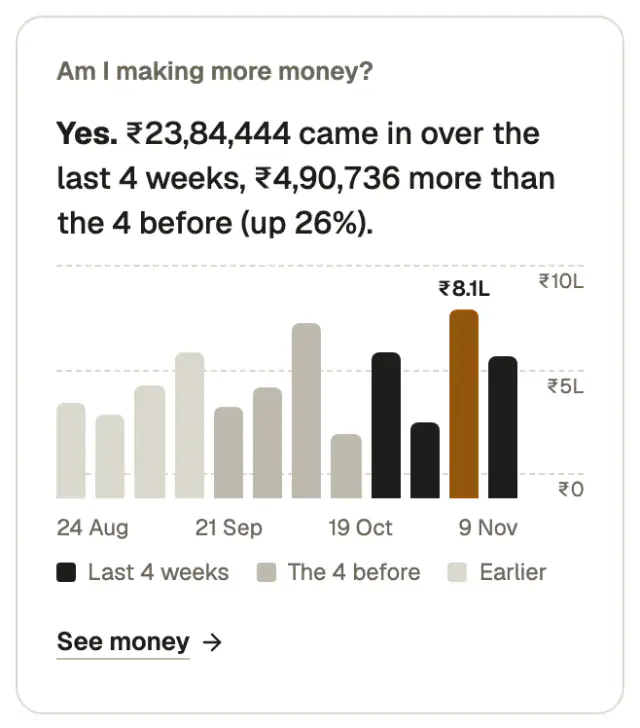 Am I making more money?
Yes. ₹23,84,444 came in over the
last 4 weeks, ₹4,90,736 more than
the 4 before (up 26%).
₹10L
₹8.1L
₹5L
₹0
24 Aug 21 Sep 19 Oct 9 Nov
Last 4 weeks The 4 before Earlier
See money →